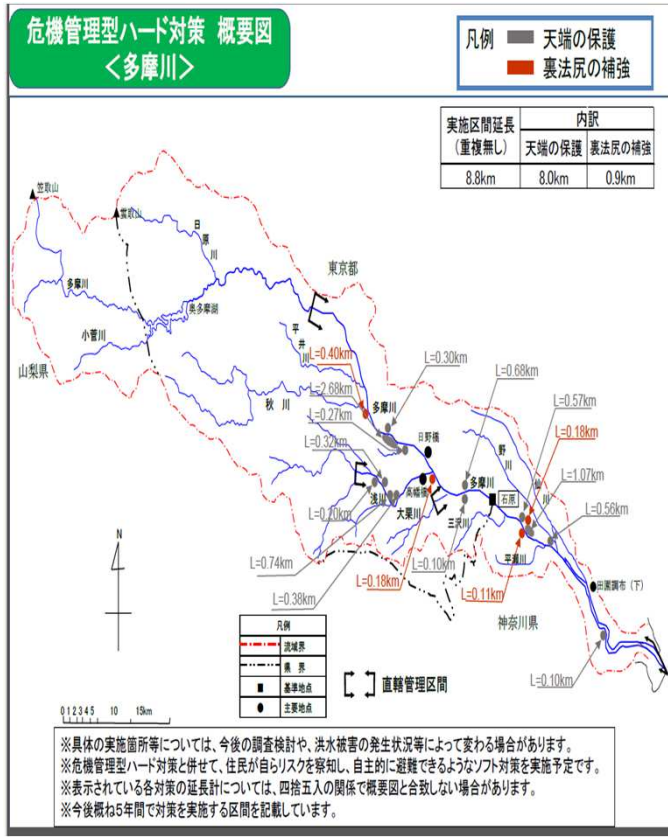 危機管理型ハード対策 概要図
＜多摩川＞
凡例 天端の保護
裏法尻の補強
実施区間延長
(重複無し)
内訳
天端の保護 裏法尻の補強
8.8km 8.0km 0.9km
笠取山
雲取山
日原川
東京都
多摩川
奥多摩湖
小菅川
平井川
山梨県
L=0.40km
L=0.30km
L=0.68km
L=2.68km
秋川
多摩川
L=0.57km
L=0.27km
日野橋
L=0.18km
野川
L=0.32km
仙川
L=1.07km
多摩川
石原
浅川
高幡橋
大栗川
三沢川
L=0.56km
L=0.20km
平瀬川
L=0.74km
L=0.10km
L=0.18km
L=0.11km
田園調布(下)
L=0.38km
神奈川県
N
凡例
流域界
県界
基準地点
主要地点
直轄管理区間
L=0.10km
0 1 2 3 4 5 10 15km
※具体の実施箇所等については、今後の調査検討や、洪水被害の発生状況等によって変わる場合があります。
※危機管理型ハード対策と併せて、住民が自らリスクを察知し、自主的に避難できるようなソフト対策を実施予定です。
※表示されている各対策の延長計については、四捨五入の関係で概要図と合致しない場合があります。
※今後概ね5年間で対策を実施する区間を記載しています。